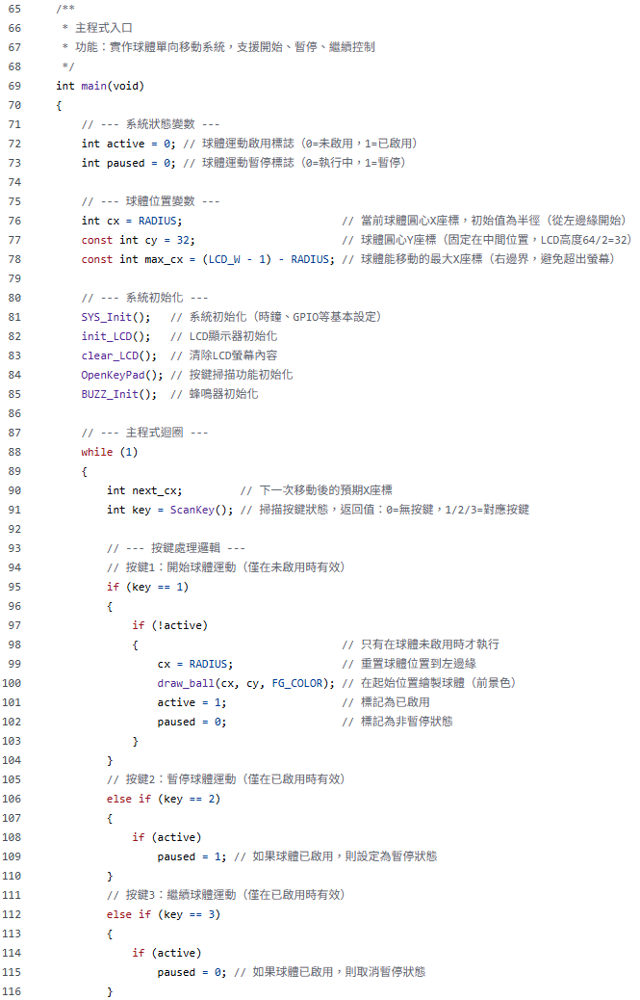 65 /**
66  * 主程式入口
67  * 功能：實作球體單向移動系統，支援開始、暫停、繼續控制
68  */
69 int main(void)
70 {
71     // --- 系統狀態變數 ---
72     int active = 0; // 球體運動啟用標誌（0=未啟用，1=已啟用）
73     int paused = 0; // 球體運動暫停標誌（0=執行中，1=暫停）
74
75     // --- 球體位置變數 ---
76     int cx = RADIUS;                         // 當前球體圓心X座標，初始值為半徑（從左邊緣開始）
77     const int cy = 32;                       // 球體圓心Y座標（固定在中間位置，LCD高度64/2=32）
78     const int max_cx = (LCD_W - 1) - RADIUS; // 球體能移動的最大X座標（右邊界，避免超出螢幕）
79
80     // --- 系統初始化 ---
81     SYS_Init();   // 系統初始化（時鐘、GPIO等基本設定）
82     init_LCD();   // LCD顯示器初始化
83     clear_LCD();  // 清除LCD螢幕內容
84     OpenKeyPad(); // 按鍵掃描功能初始化
85     BUZZ_Init();  // 蜂鳴器初始化
86
87     // --- 主程式迴圈 ---
88     while (1)
89     {
90         int next_cx;         // 下一次移動後的預期X座標
91         int key = ScanKey(); // 掃描按鍵狀態，返回值：0=無按鍵，1/2/3=對應按鍵
92
93         // --- 按鍵處理邏輯 ---
94         // 按鍵1：開始球體運動（僅在未啟用時有效）
95         if (key == 1)
96         {
97             if (!active)
98             {                                // 只有在球體未啟用時才執行
99                 cx = RADIUS;                 // 重置球體位置到左邊緣
100                 draw_ball(cx, cy, FG_COLOR); // 在起始位置繪製球體（前景色）
101                 active = 1;                  // 標記為已啟用
102                 paused = 0;                  // 標記為非暫停狀態
103             }
104         }
105         // 按鍵2：暫停球體運動（僅在已啟用時有效）
106         else if (key == 2)
107         {
108             if (active)
109                 paused = 1; // 如果球體已啟用，則設定為暫停狀態
110         }
111         // 按鍵3：繼續球體運動（僅在已啟用時有效）
112         else if (key == 3)
113         {
114             if (active)
115                 paused = 0; // 如果球體已啟用，則取消暫停狀態
116         }